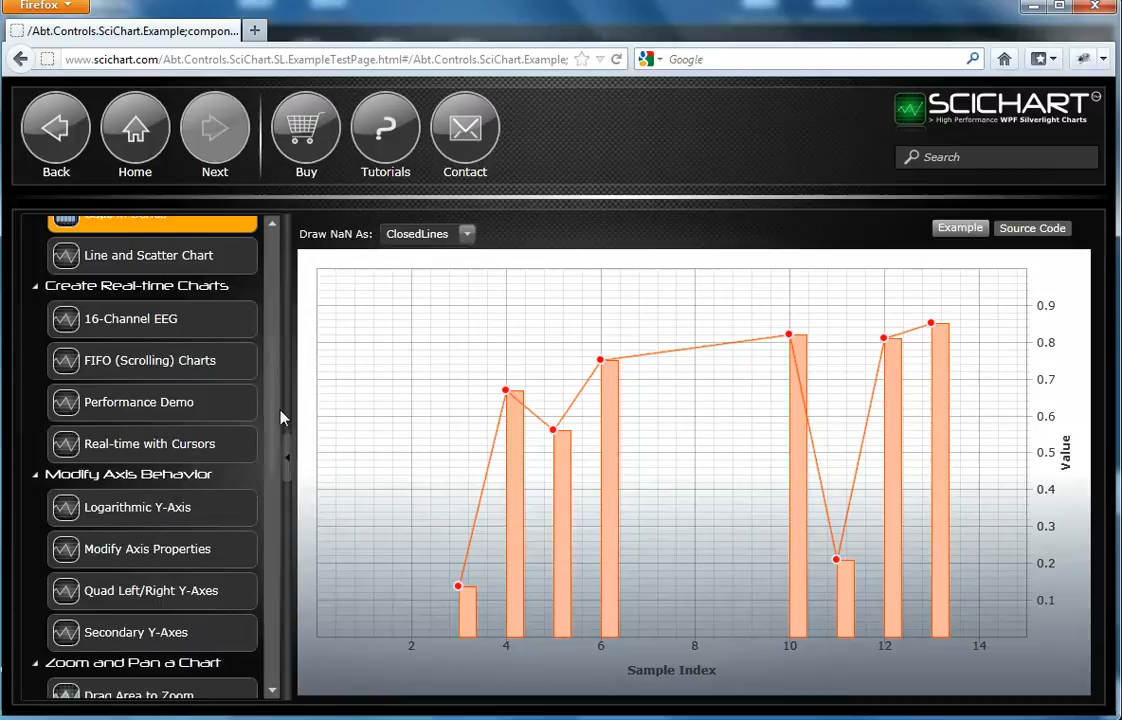 Firefox
/Abt.Controls.SciChart.Example;compon...
www.scichart.com/Abt.Controls.SciChart.SL.ExampleTestPage.html#/Abt.Controls.SciChart.Example;
Google
Back
Home
Next
Buy
Tutorials
Contact
SCICHART
> High Performance WPF Silverlight Charts
Search
Line and Scatter Chart
Create Real-time Charts
16-Channel EEG
FIFO (Scrolling) Charts
Performance Demo
Real-time with Cursors
Modify Axis Behavior
Logarithmic Y-Axis
Modify Axis Properties
Quad Left/Right Y-Axes
Secondary Y-Axes
Zoom and Pan a Chart
Drag Area to Zoom
Draw NaN As:
ClosedLines
Example
Source Code
0.9
0.8
0.7
0.6
0.5
0.4
0.3
0.2
0.1
Value
2
4
6
8
10
12
14
Sample Index